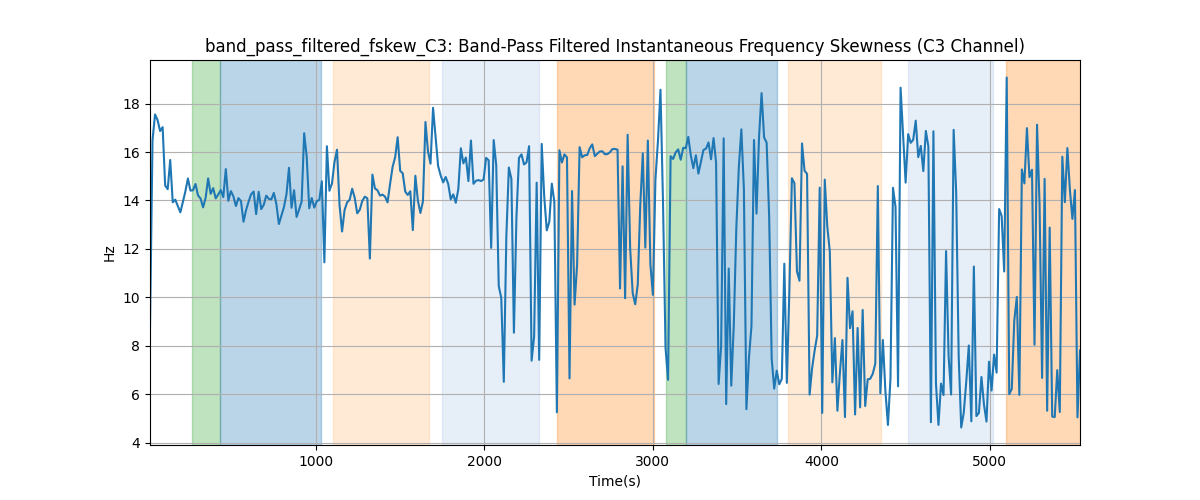 band_pass_filtered_fskew_C3: Band-Pass Filtered Instantaneous Frequency Skewness (C3 Channel)
18
16
14
12
10
8
6
4
Hz
1000 2000 3000 4000 5000
Time(s)